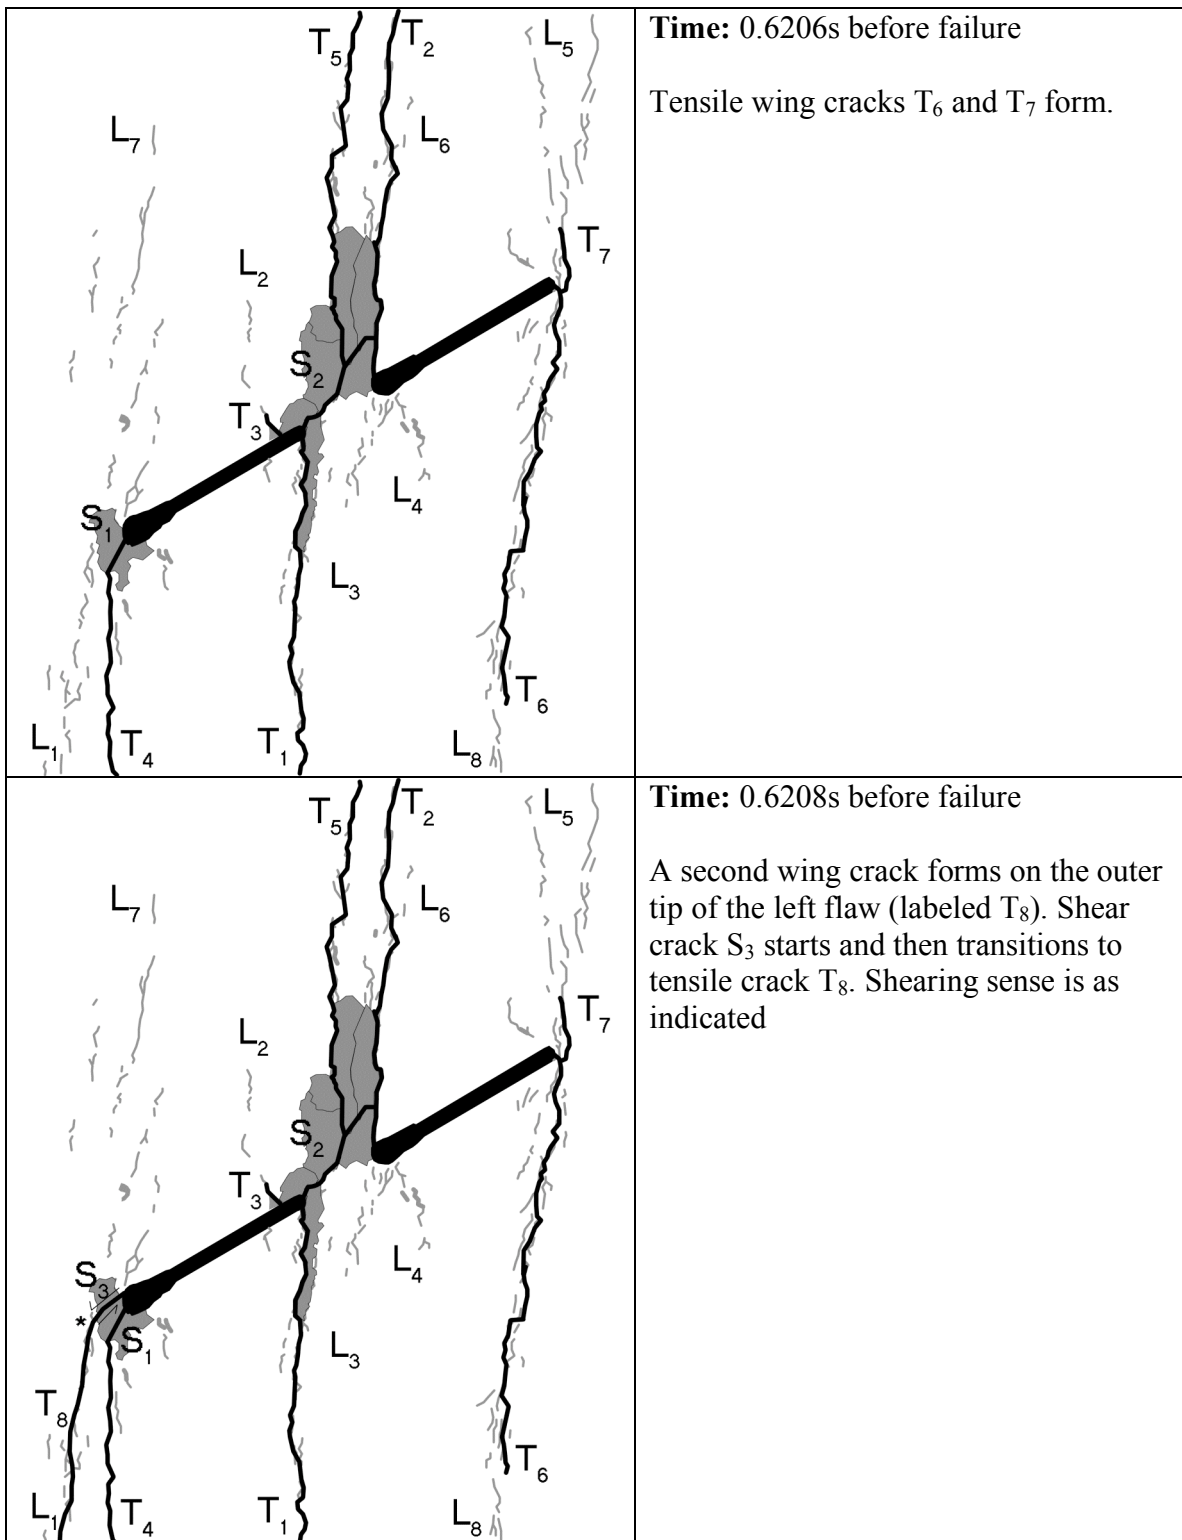 T5 T2 L5
L7 L6
T7
L2
S2
T3
L4
S1
L3
T6
L1 T4 T1 L8
Time: 0.6206s before failure
Tensile wing cracks T6 and T7 form.
T5 T2 L5
L7 L6
T7
L2
S2
T3
L4
S3
*
S1
L3
T8
T6
L1 T4 T1 L8
Time: 0.6208s before failure
A second wing crack forms on the outer
tip of the left flaw (labeled T8). Shear
crack S3 starts and then transitions to
tensile crack T8. Shearing sense is as
indicated